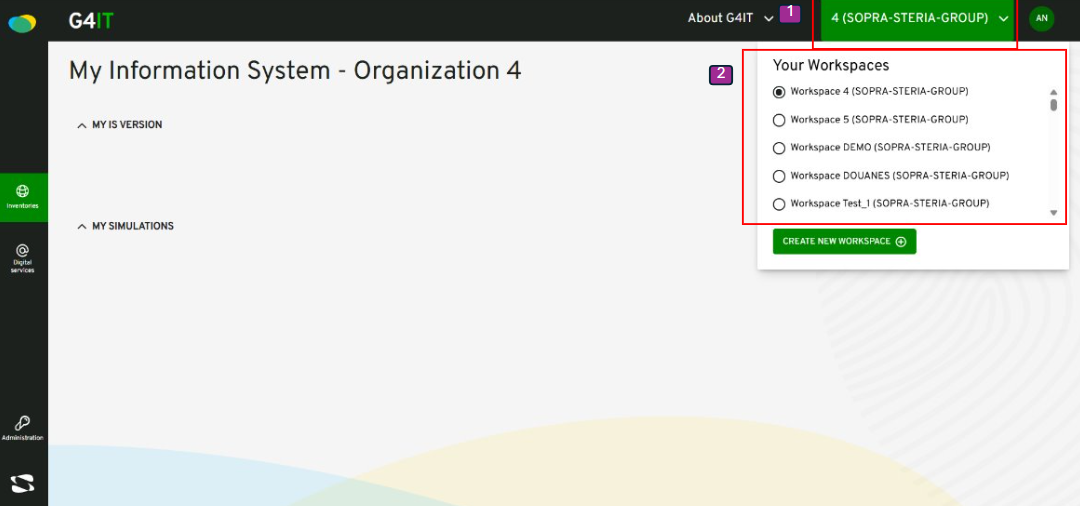 G4IT
About G4IT
1
4 (SOPRA-STERIA-GROUP)
AN
My Information System - Organization 4
2
Your Workspaces
Workspace 4 (SOPRA-STERIA-GROUP)
Workspace 5 (SOPRA-STERIA-GROUP)
Workspace DEMO (SOPRA-STERIA-GROUP)
Workspace DOUANES (SOPRA-STERIA-GROUP)
Workspace Test_1 (SOPRA-STERIA-GROUP)
CREATE NEW WORKSPACE
MY IS VERSION
MY SIMULATIONS
Inventories
Digital
services
Administration